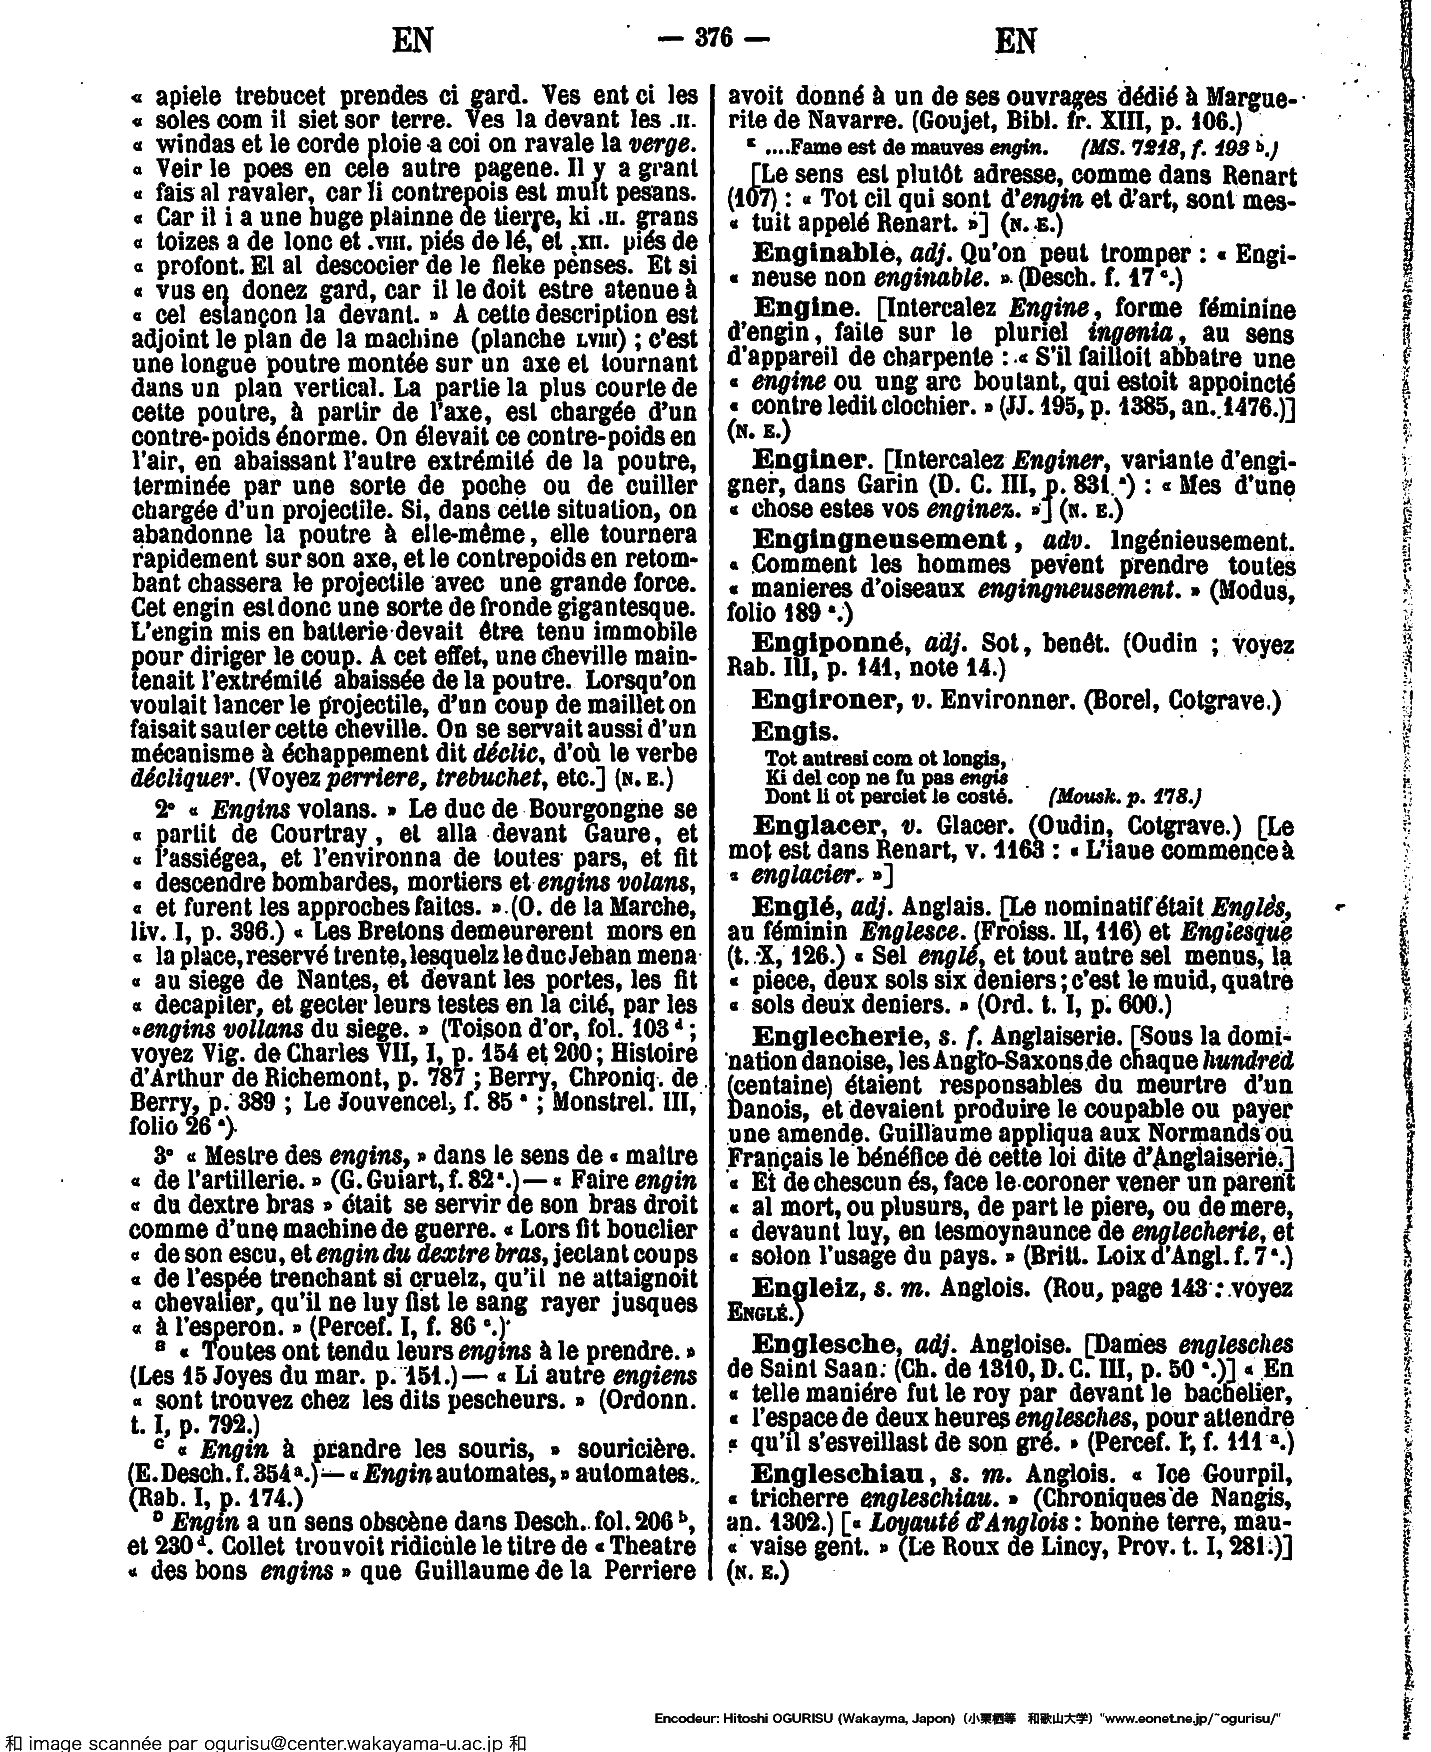 EN
— 376 —
EN
« apiele trebucet prendes ci gard. Ves ent ci les
« soles com il siet sor terre. Ves la devant les .II.
« windas et le corde ploie a coi on ravale la verge.
« Veir le poes en cele autre pagene. Il y a grant
« fais al ravaler, car li contrepois est mult pesans.
« Car il i a une huge plainne de tierre, ki .II. grans
« toizes a de lonc et .VIII. piés de lé, et .XII. piés de
« profont. El al descocier de le fleke penses. Et si
« vus en donez gard, car il le doit estre atenue à
« cel estançon la devant. » A cette description est
adjoint le plan de la machine (planche LVIII) ; c'est
une longue poutre montée sur un axe et tournant
dans un plan vertical. La partie la plus courte de
cette poutre, à partir de l'axe, est chargée d'un
contre-poids énorme. On élevait ce contre-poids en
l'air, en abaissant l'autre extrémité de la poutre,
terminée par une sorte de poche ou de cuiller
chargée d'un projectile. Si, dans cette situation, on
abandonne la poutre à elle-même, elle tournera
rapidement sur son axe, et le contrepoids en retom-
bant chassera le projectile avec une grande force.
Cet engin est donc une sorte de fronde gigantesque.
L'engin mis en batterie devait être tenu immobile
pour diriger le coup. A cet effet, une cheville main-
tenait l'extrémité abaissée de la poutre. Lorsqu'on
voulait lancer le projectile, d'un coup de maillet on
faisait sauter cette cheville. On se servait aussi d'un
mécanisme à échappement dit déclic, d'où le verbe
décliquer. (Voyez perriere, trebuchet, etc.] (N. E.)
2° « Engins volans. » Le duc de Bourgongne se
« partit de Courtray, et alla devant Gaure, et
« l'assiégea, et l'environna de toutes pars, et fit
« descendre bombardes, mortiers et engins volans,
« et furent les approches faites. » (O. de la Marche,
liv. I, p. 396.) « Les Bretons demeurerent mors en
« la place, reservé trente, lesquelz le duc Jehan mena
« au siege de Nantes, et devant les portes, les fit
« decapiter, et gecter leurs testes en la cité, par les
« engins vollans du siege. » (Toison d'or, fol. 103 d ;
voyez Vig. de Charles VII, I, p. 154 et 200 ; Histoire
d'Arthur de Richemont, p. 787 ; Berry, Chroniq. de
Berry, p. 389 ; Le Jouvencel, f. 85 a ; Monstrel. III,
folio 26 a).
3° « Mestre des engins, » dans le sens de « maître
« de l'artillerie. » (G. Guiart, f. 82 a.) — « Faire engin
« du dextre bras » était se servir de son bras droit
comme d'une machine de guerre. « Lors fit bouclier
« de son escu, et engin du dextre bras, jectant coups
« de l'espée trenchant si cruelz, qu'il ne attaignoit
« chevalier, qu'il ne luy fist le sang rayer jusques
« à l'esperon. » (Percef. I, f. 86 c.)
B « Toutes ont tendu leurs engins à le prendre. »
(Les 15 Joyes du mar. p. 151.) — « Li autre engiens
« sont trouvez chez les dits pescheurs. » (Ordonn.
t. I, p. 792.)
C « Engin à prandre les souris, » souricière.
(E. Desch. f. 354 a.) — « Engin automates, » automates.
(Rab. I, p. 174.)
D Engin a un sens obscène dans Desch. fol. 206 b,
et 230 d. Collet trouvoit ridicule le titre de « Theatre
« des bons engins » que Guillaume de la Perriere
avoit donné à un de ses ouvrages dédié à Margue-
rite de Navarre. (Goujet, Bibl. fr. XIII, p. 106.)
E ....Fame est de mauves engin. (MS. 7218, f. 193 b.)
[Le sens est plutôt adresse, comme dans Renart
(107) : « Tot cil qui sont d'engin et d'art, sont mes-
« tuit appelé Renart. »] (N. E.)
Enginable, adj. Qu'on peut tromper : « Engi-
« neuse non enginable. » (Desch. f. 17 c.)
Engine. [Intercalez Engine, forme féminine
d'engin, faite sur le pluriel ingenia, au sens
d'appareil de charpente : « S'il failloit abbatre une
« engine ou ung arc boutant, qui estoit appoincté
« contre ledit clochier. » (JJ. 195, p. 1385, an. 1476.)]
(N. E.)
Enginer. [Intercalez Enginer, variante d'engi-
gner, dans Garin (D. C. III, p. 831 a) : « Mes d'une
« chose estes vos enginez. »] (N. E.)
Engingneusement, adv. Ingénieusement.
« Comment les hommes pevent prendre toutes
« manieres d'oiseaux engingneusement. » (Modus,
folio 189 a.)
Engiponné, adj. Sot, benêt. (Oudin ; voyez
Rab. III, p. 141, note 14.)
Engironer, v. Environner. (Borel, Cotgrave.)
Engis.
Tot autresi com ot longis,
Ki del cop ne fu pas engis
Dont li ot perciet le costé. (Mousk. p. 178.)
Englacer, v. Glacer. (Oudin, Cotgrave.) [Le
mot est dans Renart, v. 1163 : « L'iaue commence à
« englacier. »]
Englé, adj. Anglais. [Le nominatif était Englès,
au féminin Englesce. (Froiss. II, 116) et Englesque
(t. X, 126.) « Sel englé, et tout autre sel menus, la
« piece, deux sols six deniers ; c'est le muid, quatre
« sols deux deniers. » (Ord. t. I, p. 600.)
Englecherie, s. f. Anglaiserie. [Sous la domi-
nation danoise, les Anglo-Saxons de chaque hundred
(centaine) étaient responsables du meurtre d'un
Danois, et devaient produire le coupable ou payer
une amende. Guillaume appliqua aux Normands ou
Français le bénéfice de cette loi dite d'Anglaiserie.]
« Et de chescun és, face le coroner vener un parent
« al mort, ou plusurs, de part le piere, ou de mere,
« devaunt luy, en tesmoynaunce de englecherie, et
« solon l'usage du pays. » (Britt. Loix d'Angl. f. 7 a.)
Engleiz, s. m. Anglois. (Rou, page 143 : voyez
ENGLÉ.)
Englesche, adj. Angloise. [Dames englesches
de Saint Saan. (Ch. de 1310, D. C. III, p. 50 c.)] « En
« telle maniére fut le roy par devant le bachelier,
« l'espace de deux heures englesches, pour attendre
« qu'il s'esveillast de son gré. » (Percef. I, f. 111 a.)
Engleschiau, s. m. Anglois. « Ice Gourpil,
« tricherre engleschiau. » (Chroniques de Nangis,
an. 1302.) [« Loyauté d'Anglois : bonne terre, mau-
« vaise gent. » (Le Roux de Lincy, Prov. t. I, 281.)]
(N. E.)
Encodeur: Hitoshi OGURISU (Wakayma, Japon)（小栗栖等　和歌山大学）"www.eonet.ne.jp/~ogurisu/"
和 image scannée par ogurisu@center.wakayama-u.ac.jp 和